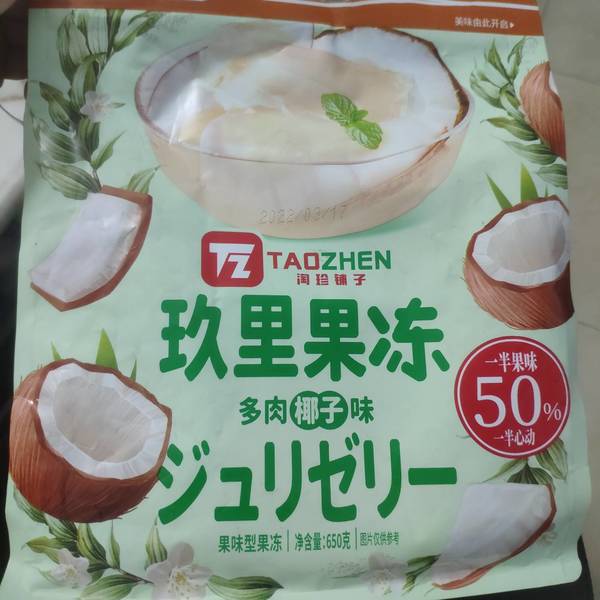 美味由此开启
2022/03/17
TZ TAOZHEN
淘珍铺子
玖里果冻
多肉椰子味
一半果味
50%
一半心动
ジュリゼリー
果味型果冻 净含量:650克 图片仅供参考